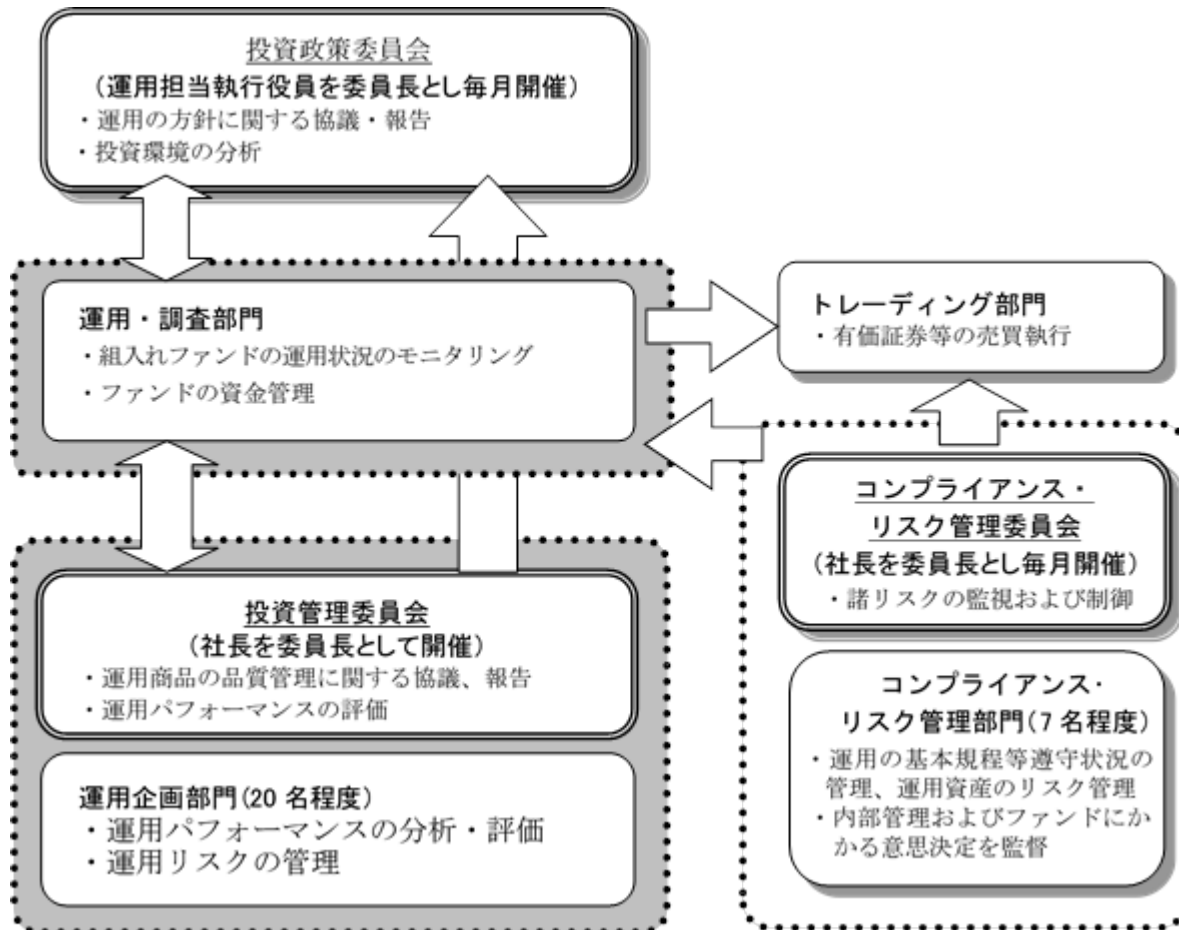 投資政策委員会
（運用担当執行役員を委員長とし毎月開催）
・運用の方針に関する協議・報告
・投資環境の分析
運用・調査部門
・組入れファンドの運用状況のモニタリング
・ファンドの資金管理
トレーディング部門
・有価証券等の売買執行
投資管理委員会
（社長を委員長として開催）
・運用商品の品質管理に関する協議、報告
・運用パフォーマンスの評価
運用企画部門(20 名程度)
・運用パフォーマンスの分析・評価
・運用リスクの管理
コンプライアンス・
リスク管理委員会
（社長を委員長とし毎月開催）
・諸リスクの監視および制御
コンプライアンス・
リスク管理部門(7 名程度)
・運用の基本規程等遵守状況の
管理、運用資産のリスク管理
・内部管理およびファンドにか
かる意思決定を監督